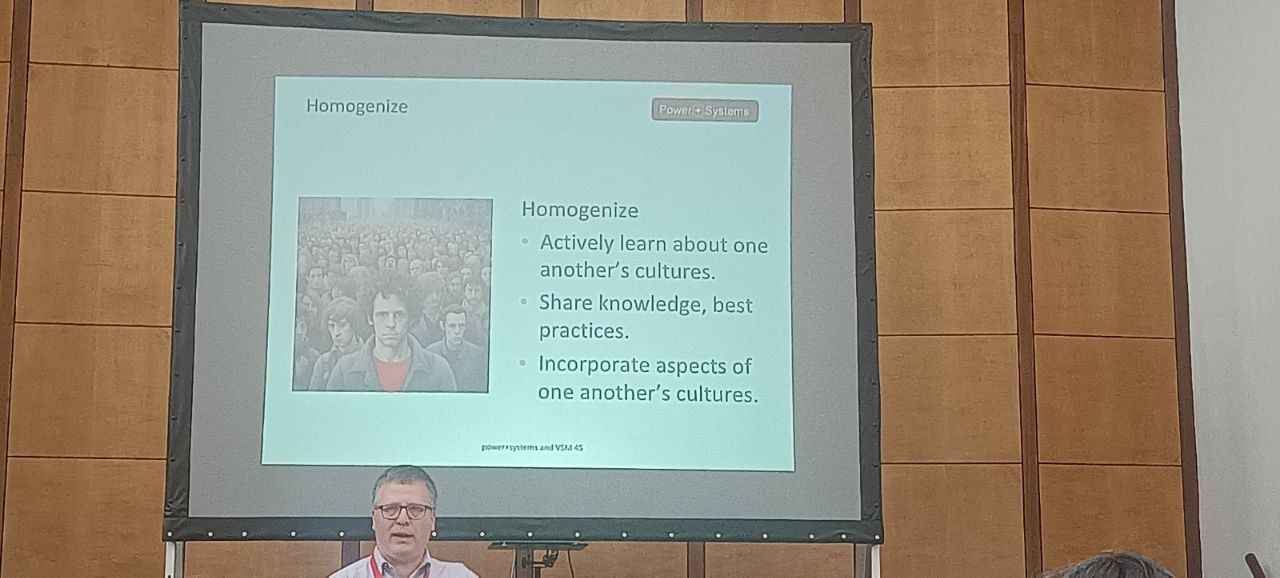 Homogenize
Power + Systems
Homogenize
• Actively learn about one
another's cultures.
• Share knowledge, best
practices.
• Incorporate aspects of
one another's cultures.
power+systems and VSM 45